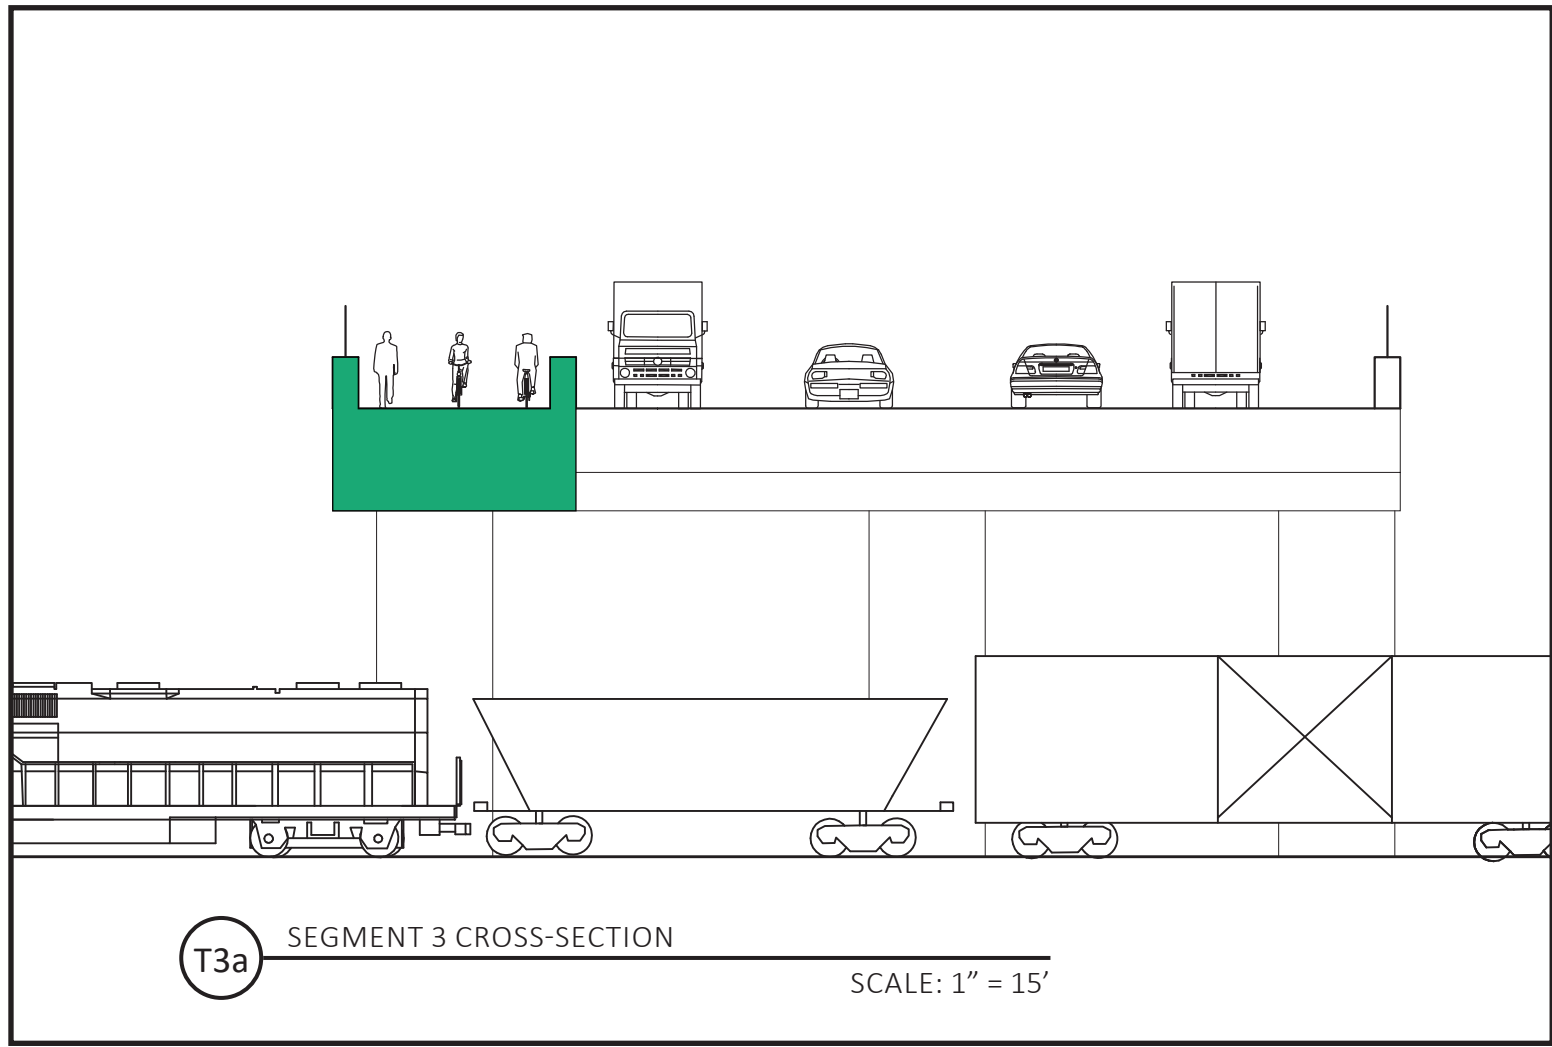 T3a
SEGMENT 3 CROSS-SECTION
SCALE: 1” = 15’